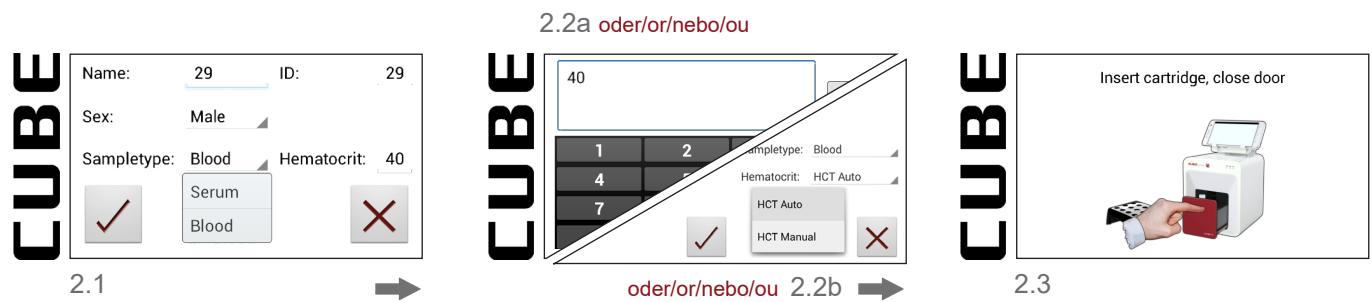 2.2a oder/or/nebo/ou
CUBE
Name: 29 ID: 29
Sex: Male
Sampletype: Blood Hematocrit: 40
Serum
Blood
2.1
CUBE
40
1 2
4
7
Sampletype: Blood
Hematocrit: HCT Auto
HCT Auto
HCT Manual
oder/or/nebo/ou 2.2b
CUBE
Insert cartridge, close door
2.3